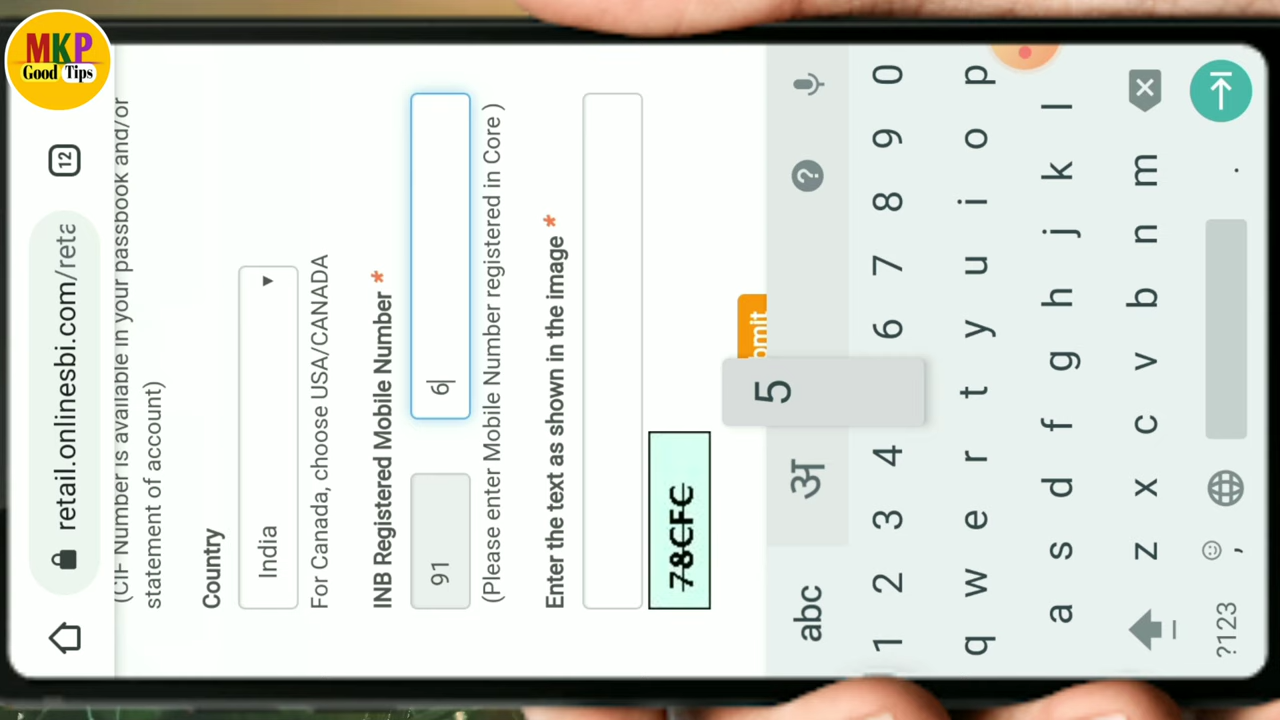 MKP
Good Tips
12
retail.onlinesbi.com/reta
(CIF Number is available in your passbook and/or
statement of account)
Country
India
For Canada, choose USA/CANADA
INB Registered Mobile Number *
91
6
(Please enter Mobile Number registered in Core )
Enter the text as shown in the image *
78CFC
omit
abc
अ
5
1 2 3 4 6 7 8 9 0
q w e r t y u i o p
a s d f g h j k l
z x c v b n m
?123 , .